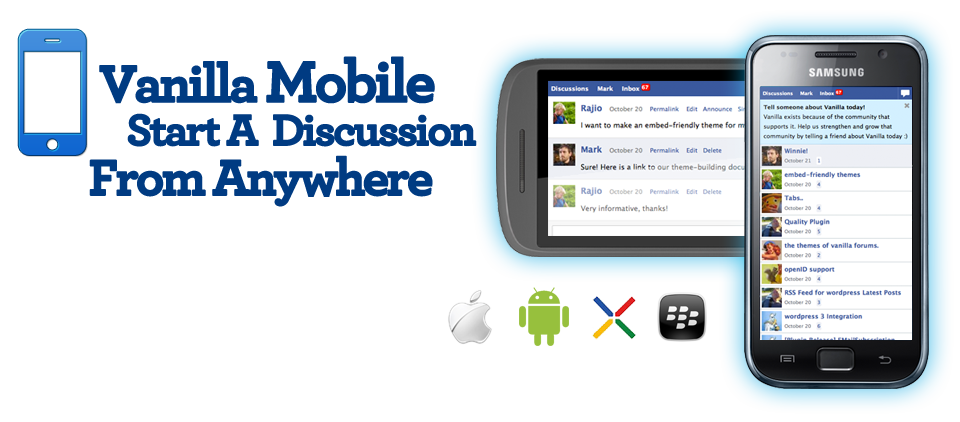 Vanilla Mobile
Start A Discussion
From Anywhere
Discussions Mark Inbox 67
Rajio October 20 Permalink Edit Announce
I want to make an embed-friendly theme for
Mark October 20 Permalink Edit Delete
Sure! Here is a link to our theme-building
Rajio October 20 Permalink Edit Delete
Very informative, thanks!
SAMSUNG
Discussions Mark Inbox 67
Tell someone about Vanilla today!
Vanilla exists because of the community that
supports it. Help us strengthen and grow that
community by telling a friend about Vanilla today :)
Winnie!
October 21 1
embed-friendly themes
October 20 4
Tabs..
October 20 4
Quality Plugin
October 20 5
the themes of vanilla forums.
October 20 2
openID support
October 20 4
RSS Feed for wordpress Latest Posts
October 20 3
wordpress 3 Integration
October 20 6